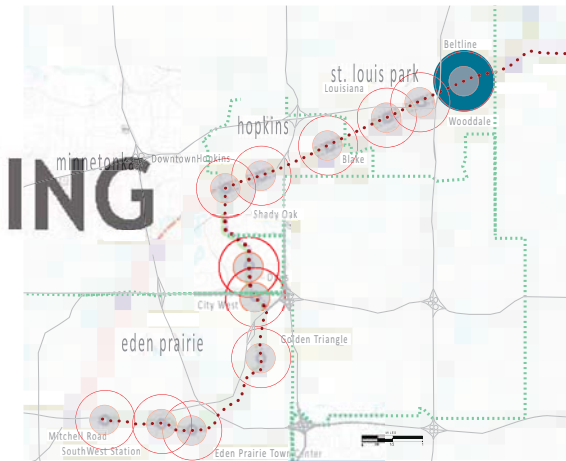 Beltline
st. louis park
Louisiana
Wooddale
hopkins
Blake
minnetonka
DowntownHopkins
ING
Shady Oak
City West
Golden Triangle
eden prairie
Mitchell Road
SouthWest Station
Eden Prairie Town Center